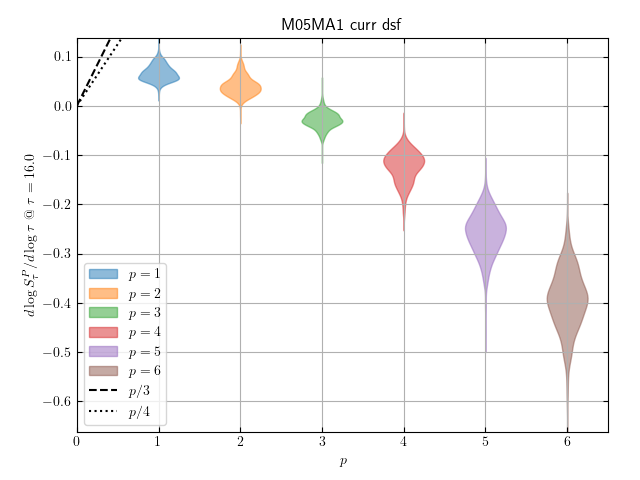 M05MA1 curr dsf
d log S_τ^P / d log τ @ τ = 16.0
0.1
0.0
−0.1
−0.2
−0.3
−0.4
−0.5
−0.6
p = 1
p = 2
p = 3
p = 4
p = 5
p = 6
p/3
p/4
0 1 2 3 4 5 6
p